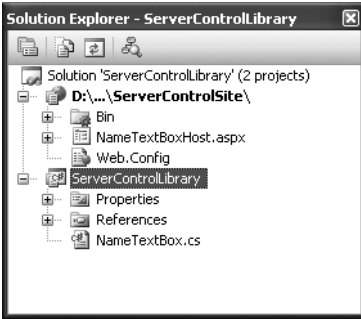 Solution Explorer - ServerControlLibrary
Solution 'ServerControlLibrary' (2 projects)
D:\...\ServerControlSite\
Bin
NameTextBoxHost.aspx
Web.Config
ServerControlLibrary
Properties
References
NameTextBox.cs